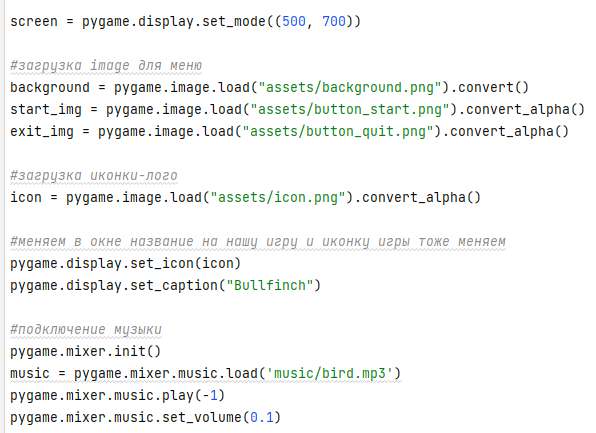 screen = pygame.display.set_mode((500, 700))
#загрузка image для меню
background = pygame.image.load("assets/background.png").convert()
start_img = pygame.image.load("assets/button_start.png").convert_alpha()
exit_img = pygame.image.load("assets/button_quit.png").convert_alpha()
#загрузка иконки-лого
icon = pygame.image.load("assets/icon.png").convert_alpha()
#меняем в окне название на нашу игру и иконку игры тоже меняем
pygame.display.set_icon(icon)
pygame.display.set_caption("Bullfinch")
#подключение музыки
pygame.mixer.init()
music = pygame.mixer.music.load('music/bird.mp3')
pygame.mixer.music.play(-1)
pygame.mixer.music.set_volume(0.1)